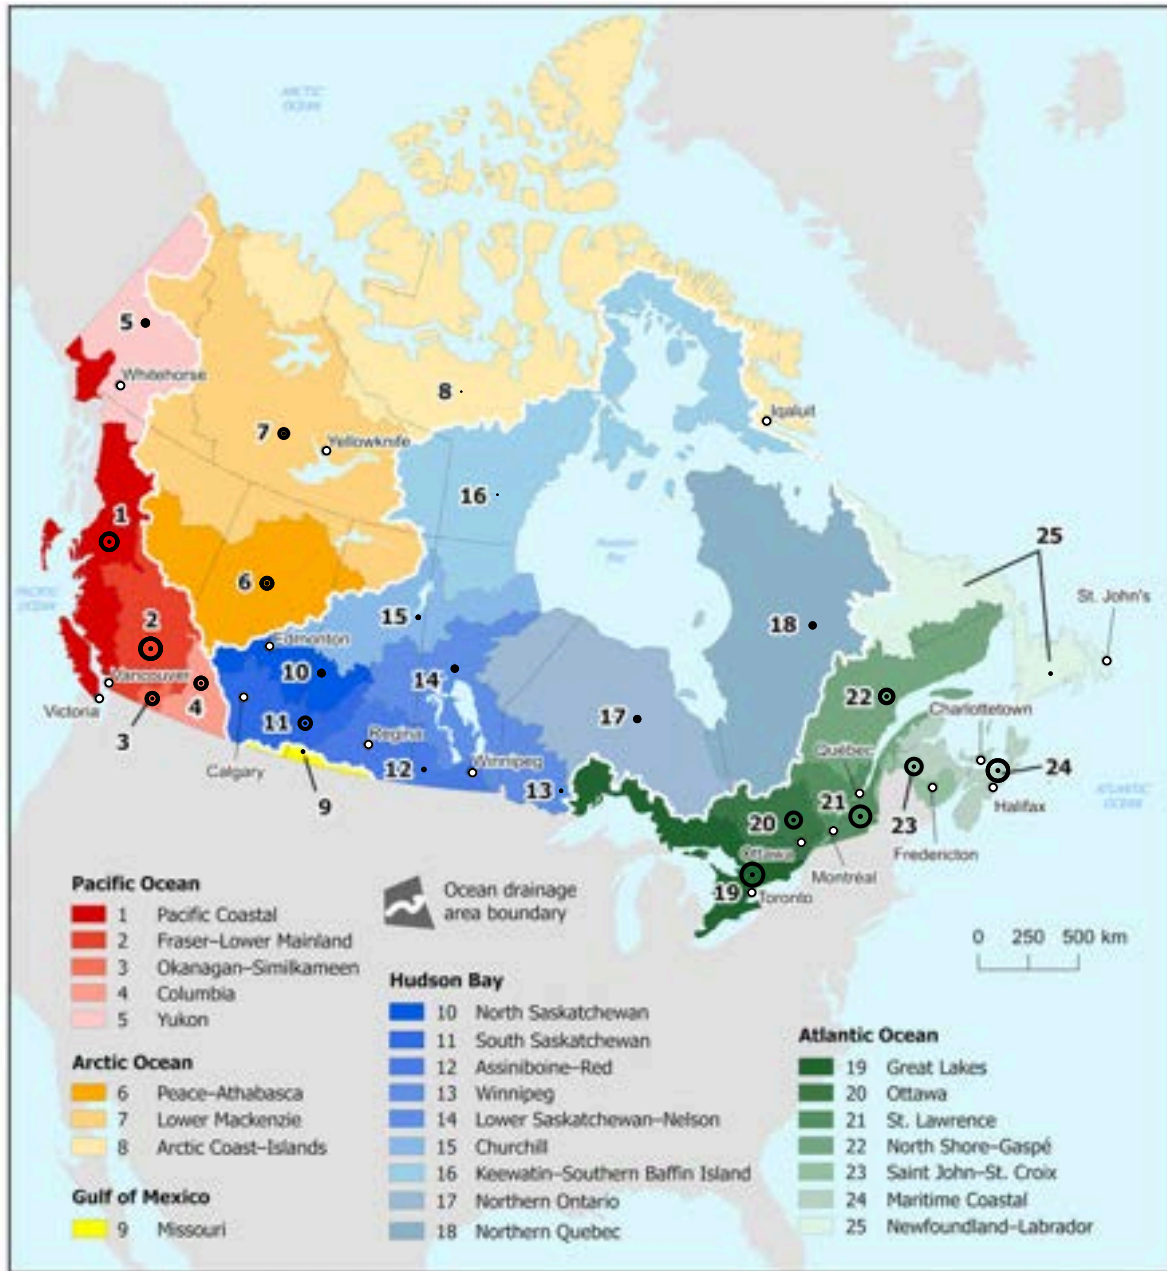 ARCTIC
OCEAN
5
Whitehorse
8
7
Yellowknife
Iqaluit
16
1
25
PACIFIC
OCEAN
6
St. John's
15
2
18
Edmonton
10
14
Vancouver
22
Victoria
4
11
17
Charlottetown
3
Regina
Québec
Calgary
12
Winnipeg
24
13
ATLANTIC
OCEAN
9
21
Halifax
20
23
Ottawa
Fredericton
Montréal
19
Toronto
Pacific Ocean
1 Pacific Coastal
2 Fraser–Lower Mainland
3 Okanagan–Similkameen
4 Columbia
5 Yukon
Arctic Ocean
6 Peace–Athabasca
7 Lower Mackenzie
8 Arctic Coast–Islands
Gulf of Mexico
9 Missouri
Ocean drainage
area boundary
Hudson Bay
10 North Saskatchewan
11 South Saskatchewan
12 Assiniboine–Red
13 Winnipeg
14 Lower Saskatchewan–Nelson
15 Churchill
16 Keewatin–Southern Baffin Island
17 Northern Ontario
18 Northern Quebec
0 250 500 km
Atlantic Ocean
19 Great Lakes
20 Ottawa
21 St. Lawrence
22 North Shore–Gaspé
23 Saint John–St. Croix
24 Maritime Coastal
25 Newfoundland–Labrador